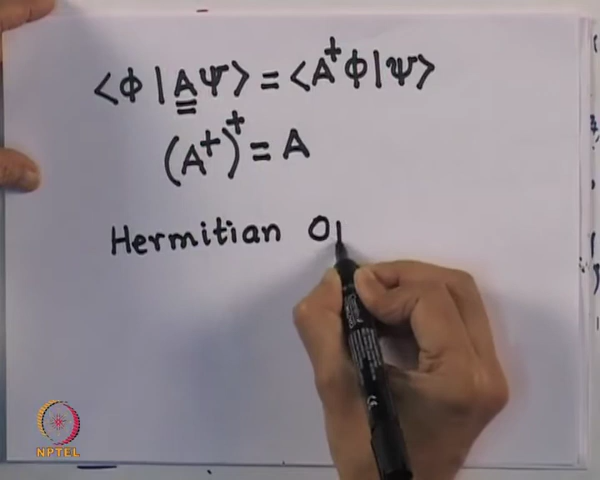 ⟨Φ|AΨ⟩ = ⟨A†Φ|Ψ⟩
(A†)† = A
Hermitian
NPTEL